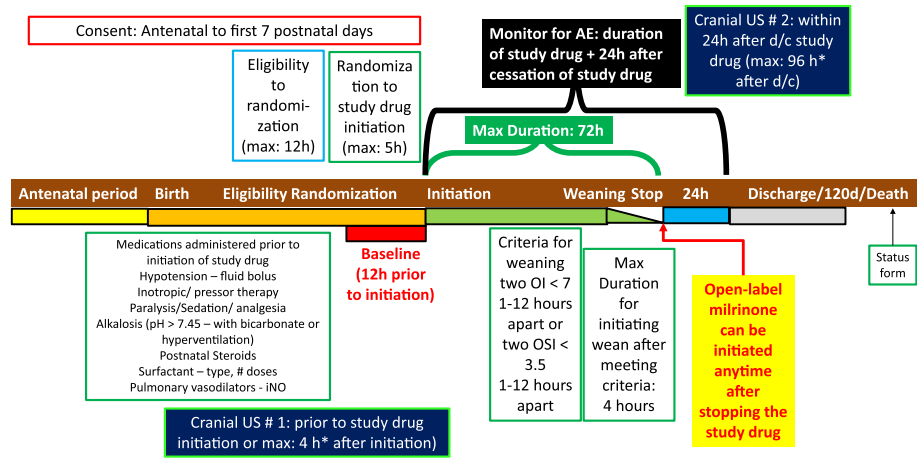 Consent: Antenatal to first 7 postnatal days
Eligibility
to
randomi-
zation
(max: 12h)
Randomiza
tion to
study drug
initiation
(max: 5h)
Monitor for AE: duration
of study drug + 24h after
cessation of study drug
Cranial US # 2: within
24h after d/c study
drug (max: 96 h*
after d/c)
Max Duration: 72h
Antenatal period Birth Eligibility Randomization Initiation Weaning Stop 24h Discharge/120d/Death
Medications administered prior to
initiation of study drug
Hypotension – fluid bolus
Inotropic/ pressor therapy
Paralysis/Sedation/ analgesia
Alkalosis (pH > 7.45 – with bicarbonate or
hyperventilation)
Postnatal Steroids
Surfactant – type, # doses
Pulmonary vasodilators - iNO
Baseline
(12h prior
to initiation)
Criteria for
weaning
two OI < 7
1-12 hours
apart or
two OSI <
3.5
1-12 hours
apart
Max
Duration
for
initiating
wean after
meeting
criteria:
4 hours
Open-label
milrinone
can be
initiated
anytime
after
stopping the
study drug
Status
form
Cranial US # 1: prior to study drug
initiation or max: 4 h* after initiation)